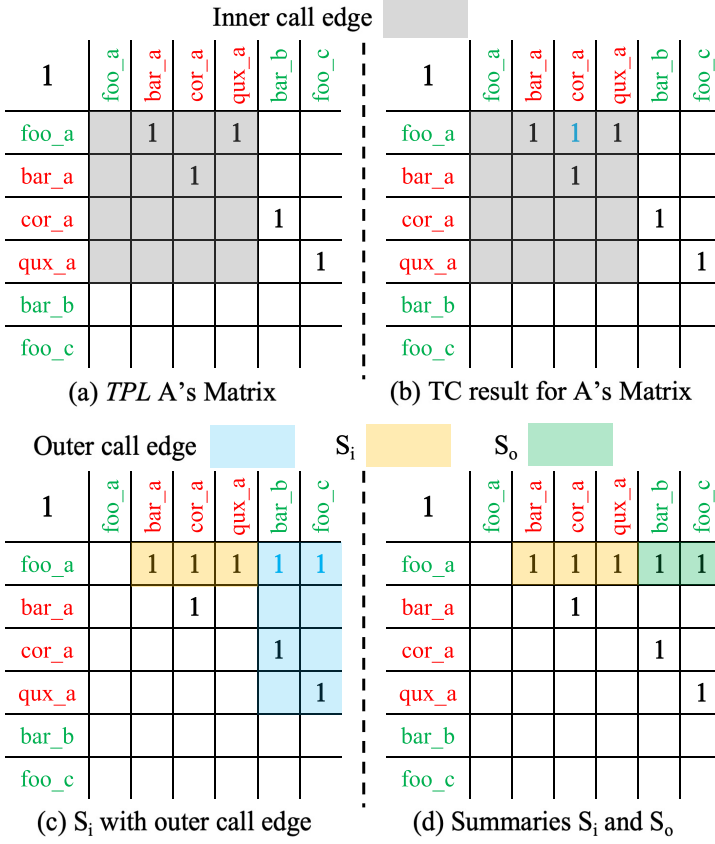 Inner call edge
1 foo_a bar_a cor_a qux_a bar_b foo_c
foo_a 1 1
bar_a 1
cor_a 1
qux_a 1
bar_b
foo_c
(a) TPL A's Matrix
1 foo_a bar_a cor_a qux_a bar_b foo_c
foo_a 1 1 1
bar_a 1
cor_a 1
qux_a 1
bar_b
foo_c
(b) TC result for A's Matrix
Outer call edge Si So
1 foo_a bar_a cor_a qux_a bar_b foo_c
foo_a 1 1 1 1 1
bar_a 1
cor_a 1
qux_a 1
bar_b
foo_c
(c) Si with outer call edge
1 foo_a bar_a cor_a qux_a bar_b foo_c
foo_a 1 1 1 1 1
bar_a 1
cor_a 1
qux_a 1
bar_b
foo_c
(d) Summaries Si and So